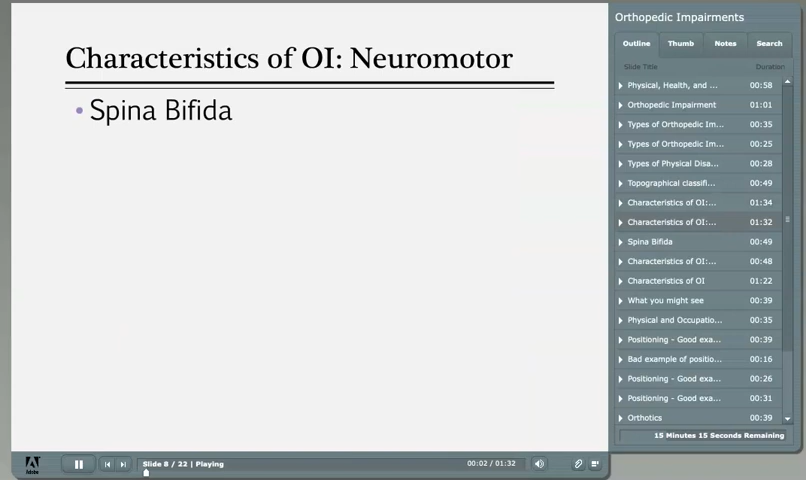 Characteristics of OI: Neuromotor
• Spina Bifida
Orthopedic Impairments
Outline Thumb Notes Search
Slide Title Duration
Physical, Health, and ... 00:58
Orthopedic Impairment 01:01
Types of Orthopedic Im... 00:35
Types of Orthopedic Im... 00:25
Types of Physical Disa... 00:28
Topographical classifi... 00:49
Characteristics of OI:... 01:34
Characteristics of OI:... 01:32
Spina Bifida 00:49
Characteristics of OI:... 00:48
Characteristics of OI 01:22
What you might see 00:39
Physical and Occupatio... 00:35
Positioning - Good exa... 00:39
Bad example of positio... 00:16
Positioning - Good exa... 00:26
Positioning - Good exa... 00:31
Orthotics 00:39
15 Minutes 15 Seconds Remaining
Adobe
Slide 8 / 22 | Playing 00:02 / 01:32